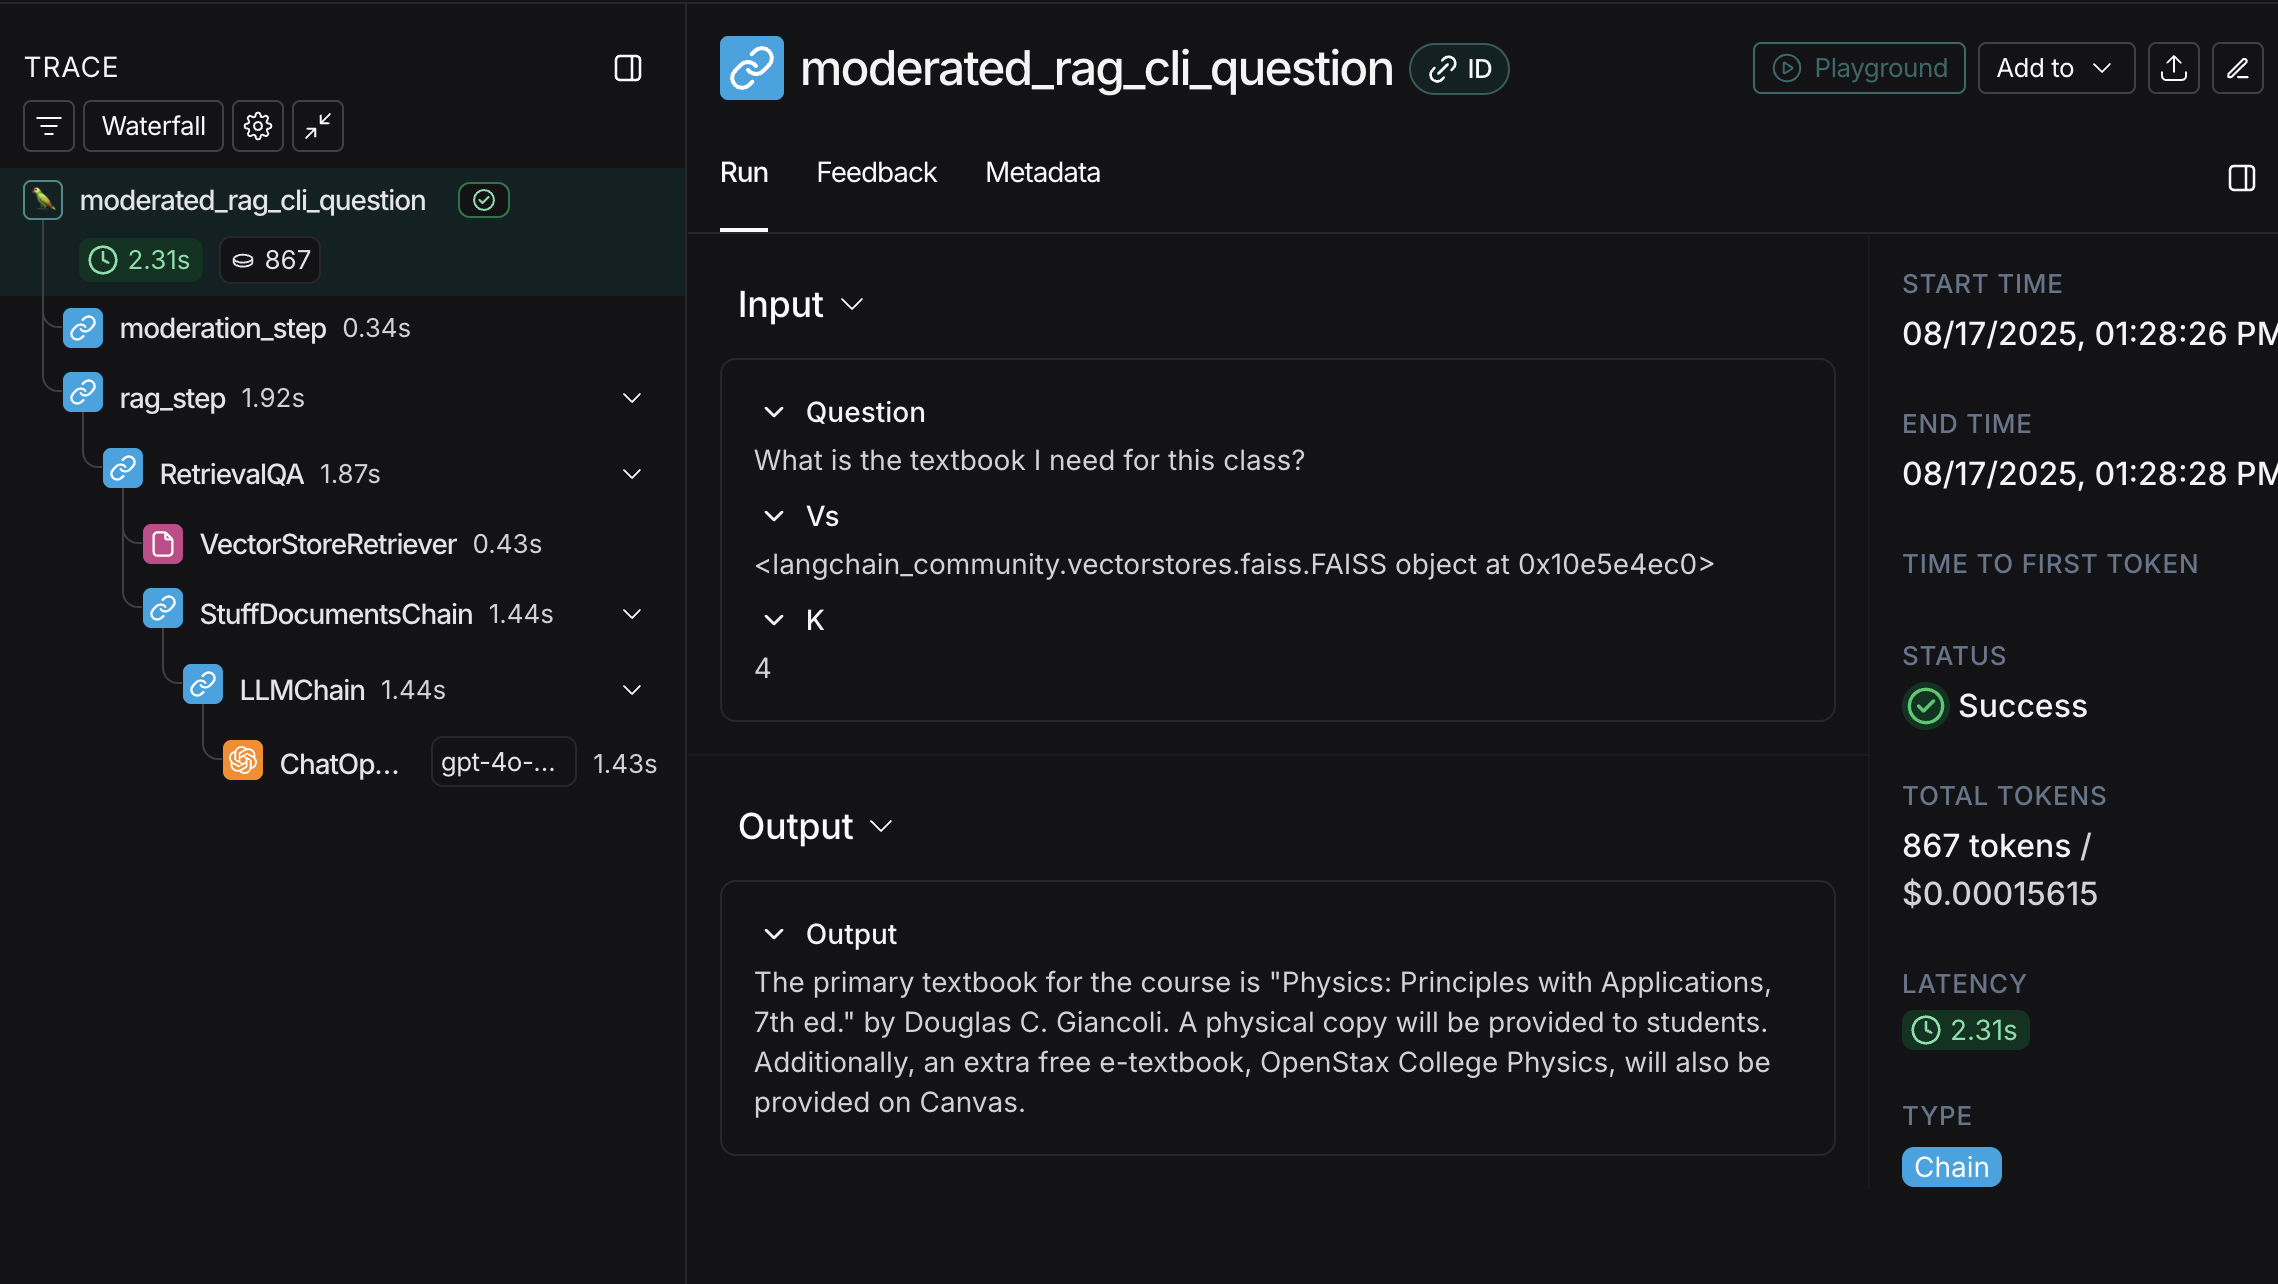 TRACE
Waterfall
moderated_rag_cli_question
2.31s
867
moderation_step 0.34s
rag_step 1.92s
RetrievalQA 1.87s
VectorStoreRetriever 0.43s
StuffDocumentsChain 1.44s
LLMChain 1.44s
ChatOp... gpt-4o-... 1.43s
moderated_rag_cli_question
ID
Playground
Add to
Run
Feedback
Metadata
Input
Question
What is the textbook I need for this class?
Vs
<langchain_community.vectorstores.faiss.FAISS object at 0x10e5e4ec0>
K
4
Output
Output
The primary textbook for the course is "Physics: Principles with Applications,
7th ed." by Douglas C. Giancoli. A physical copy will be provided to students.
Additionally, an extra free e-textbook, OpenStax College Physics, will also be
provided on Canvas.
START TIME
08/17/2025, 01:28:26 PM
END TIME
08/17/2025, 01:28:28 PM
TIME TO FIRST TOKEN
STATUS
Success
TOTAL TOKENS
867 tokens /
$0.00015615
LATENCY
2.31s
TYPE
Chain